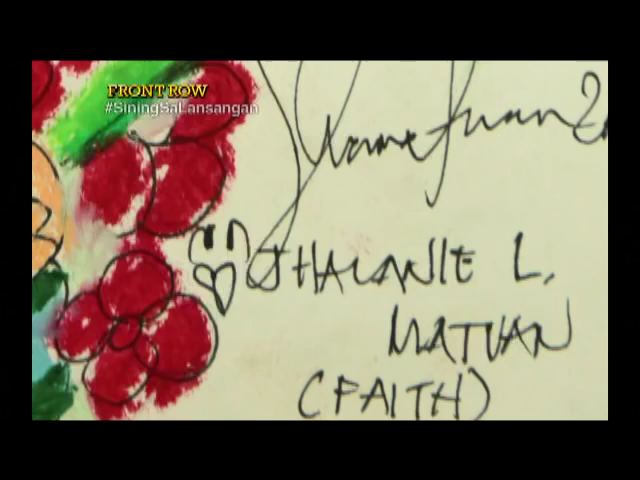 FRONT ROW
#SiningSaLansangan
JHALANIE L.
MATUAN
(FAITH)